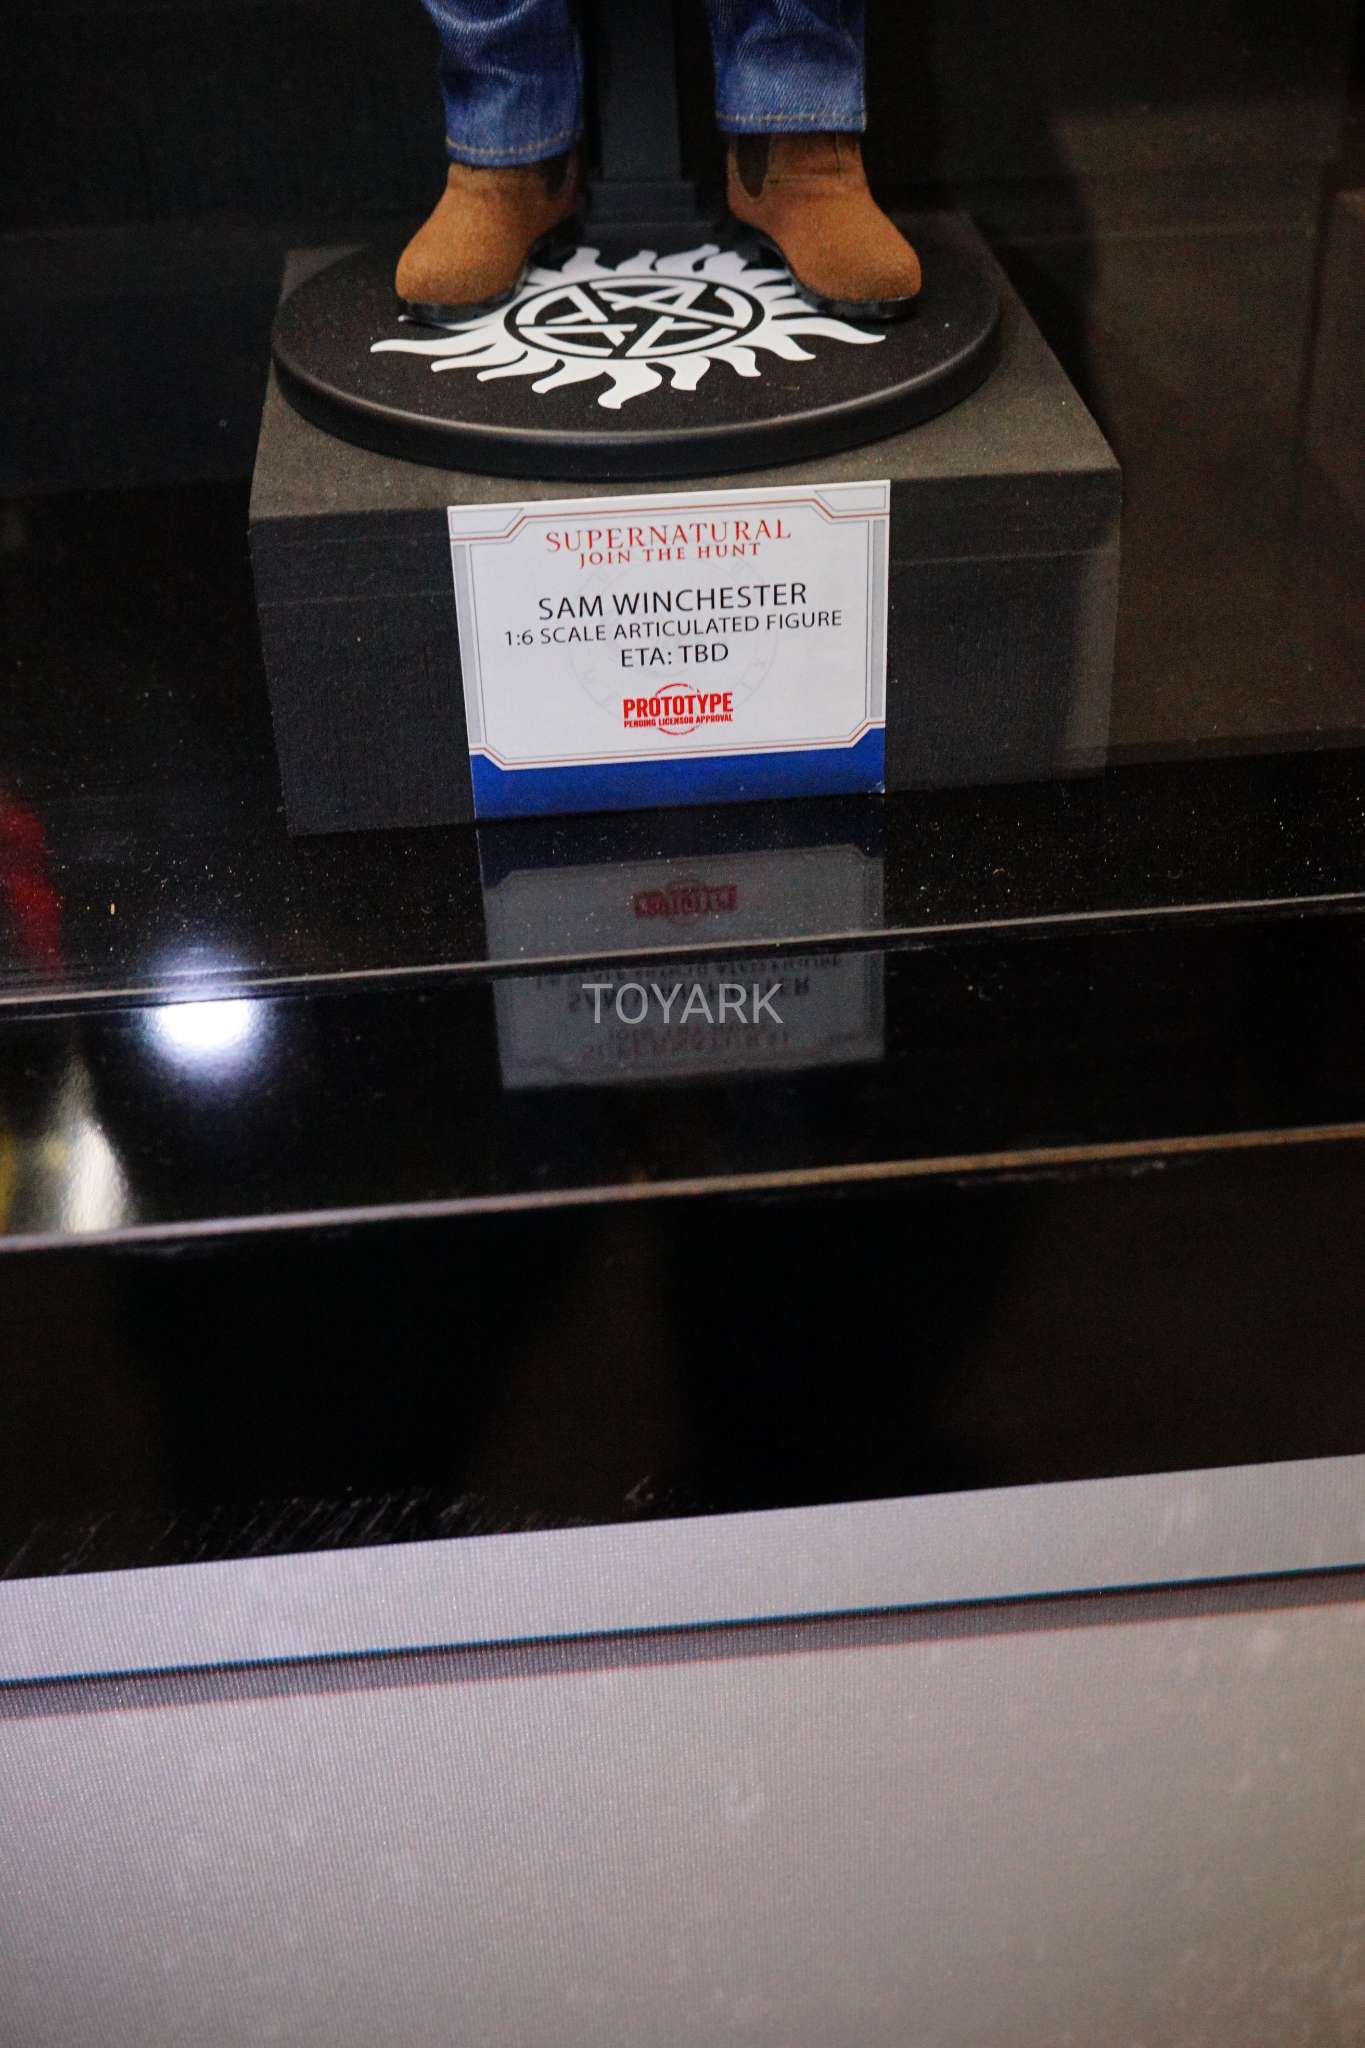 SUPERNATURAL
JOIN THE HUNT
SAM WINCHESTER
1:6 SCALE ARTICULATED FIGURE
ETA: TBD
PROTOTYPE
PENDING LICENSOR APPROVAL
TOYARK